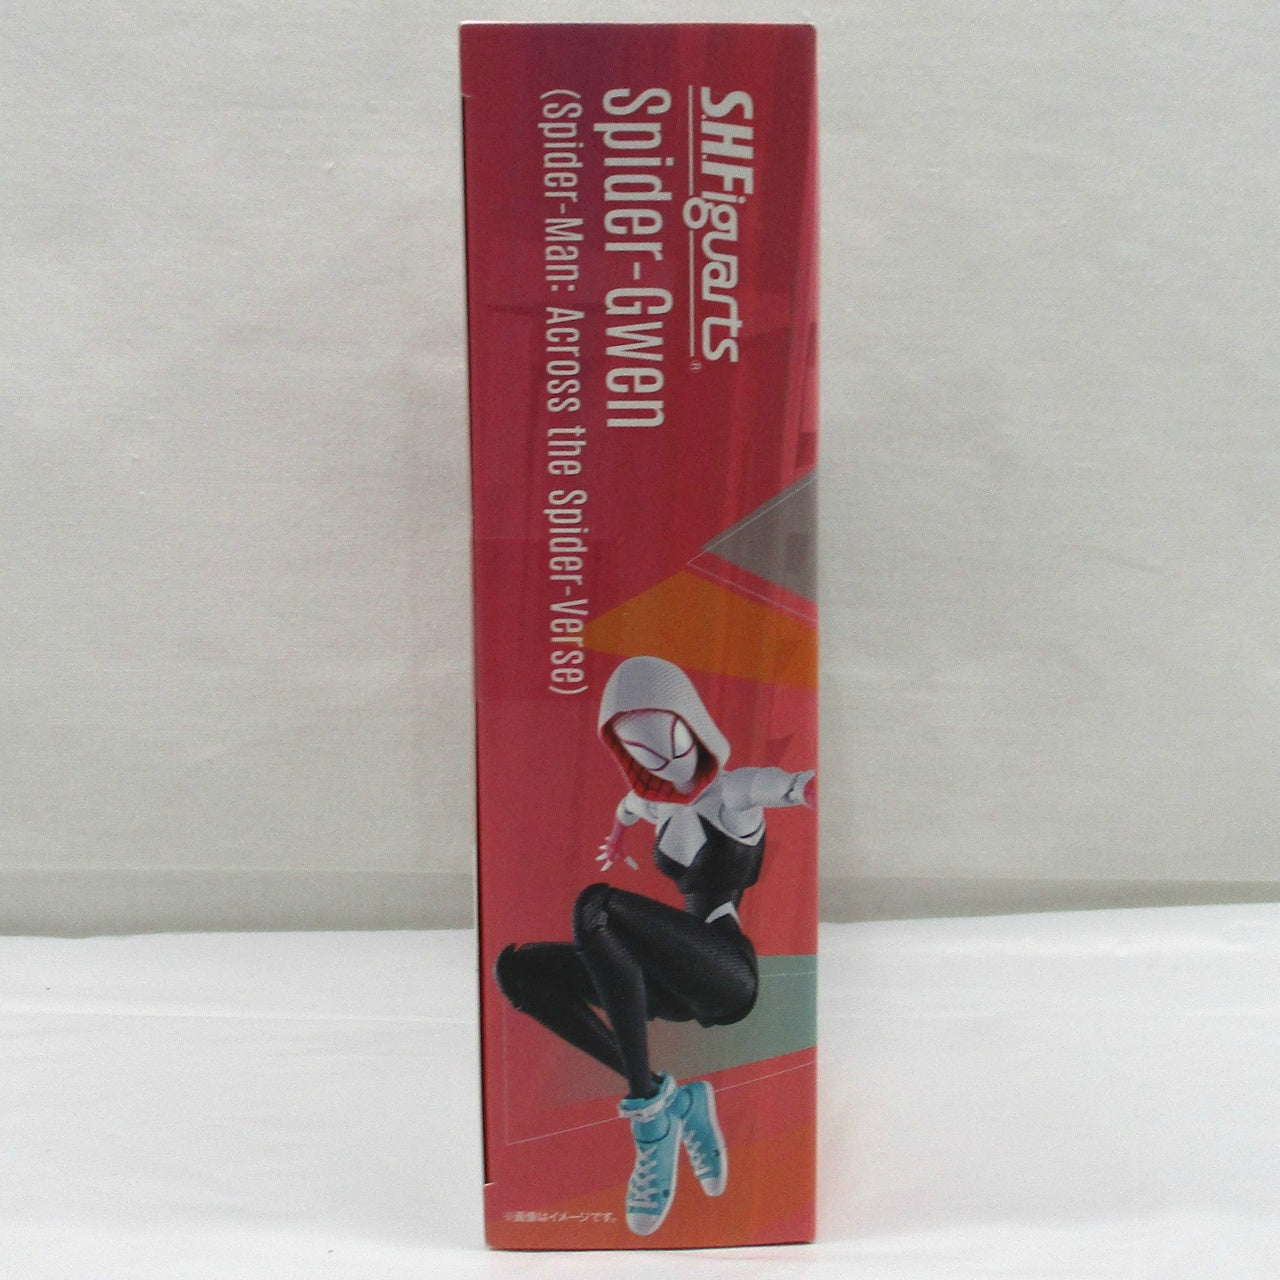 S.H.Figuarts®
Spider-Gwen
(Spider-Man: Across the Spider-Verse)
※画像はイメージです。